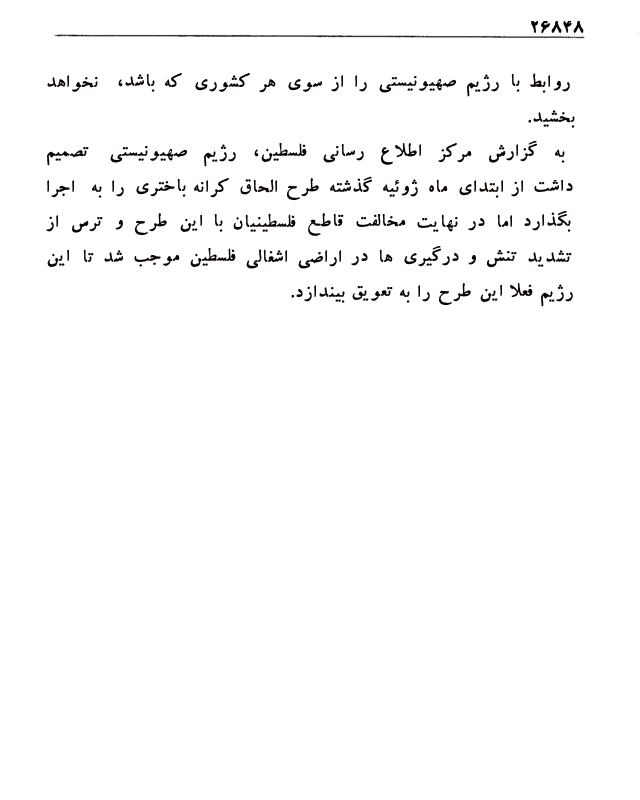 ۲۶۸۴۸
روابط با رژیم صهیونیستی را از سوی هر کشوری که باشد، نخواهد
بخشید.
به گزارش مرکز اطلاع رسانی فلسطین، رژیم صهیونیستی تصمیم
داشت از ابتدای ماه ژوئیه گذشته طرح الحاق کرانه باختری را به اجرا
بگذارد اما در نهایت مخالفت قاطع فلسطینیان با این طرح و ترس از
تشدید تنش و درگیری ها در اراضی اشغالی فلسطین موجب شد تا این
رژیم فعلا این طرح را به تعویق بیندازد.